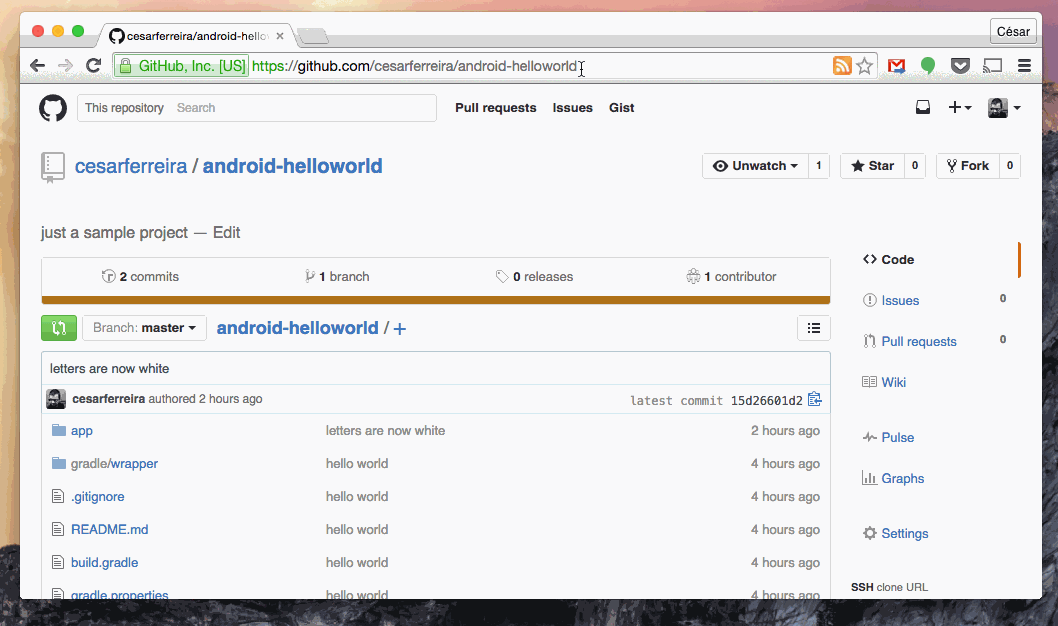 cesarferreira/android-hello
César
GitHub, Inc. [US] https://github.com/cesarferreira/android-helloworld
This repository Search Pull requests Issues Gist
cesarferreira / android-helloworld
Unwatch 1 Star 0 Fork 0
just a sample project — Edit
2 commits 1 branch 0 releases 1 contributor
Branch: master android-helloworld / +
letters are now white
cesarferreira authored 2 hours ago latest commit 15d26601d2
app letters are now white 2 hours ago
gradle/wrapper hello world 4 hours ago
.gitignore hello world 4 hours ago
README.md hello world 4 hours ago
build.gradle hello world 4 hours ago
gradle.properties hello world 4 hours ago
Code
Issues 0
Pull requests 0
Wiki
Pulse
Graphs
Settings
SSH clone URL